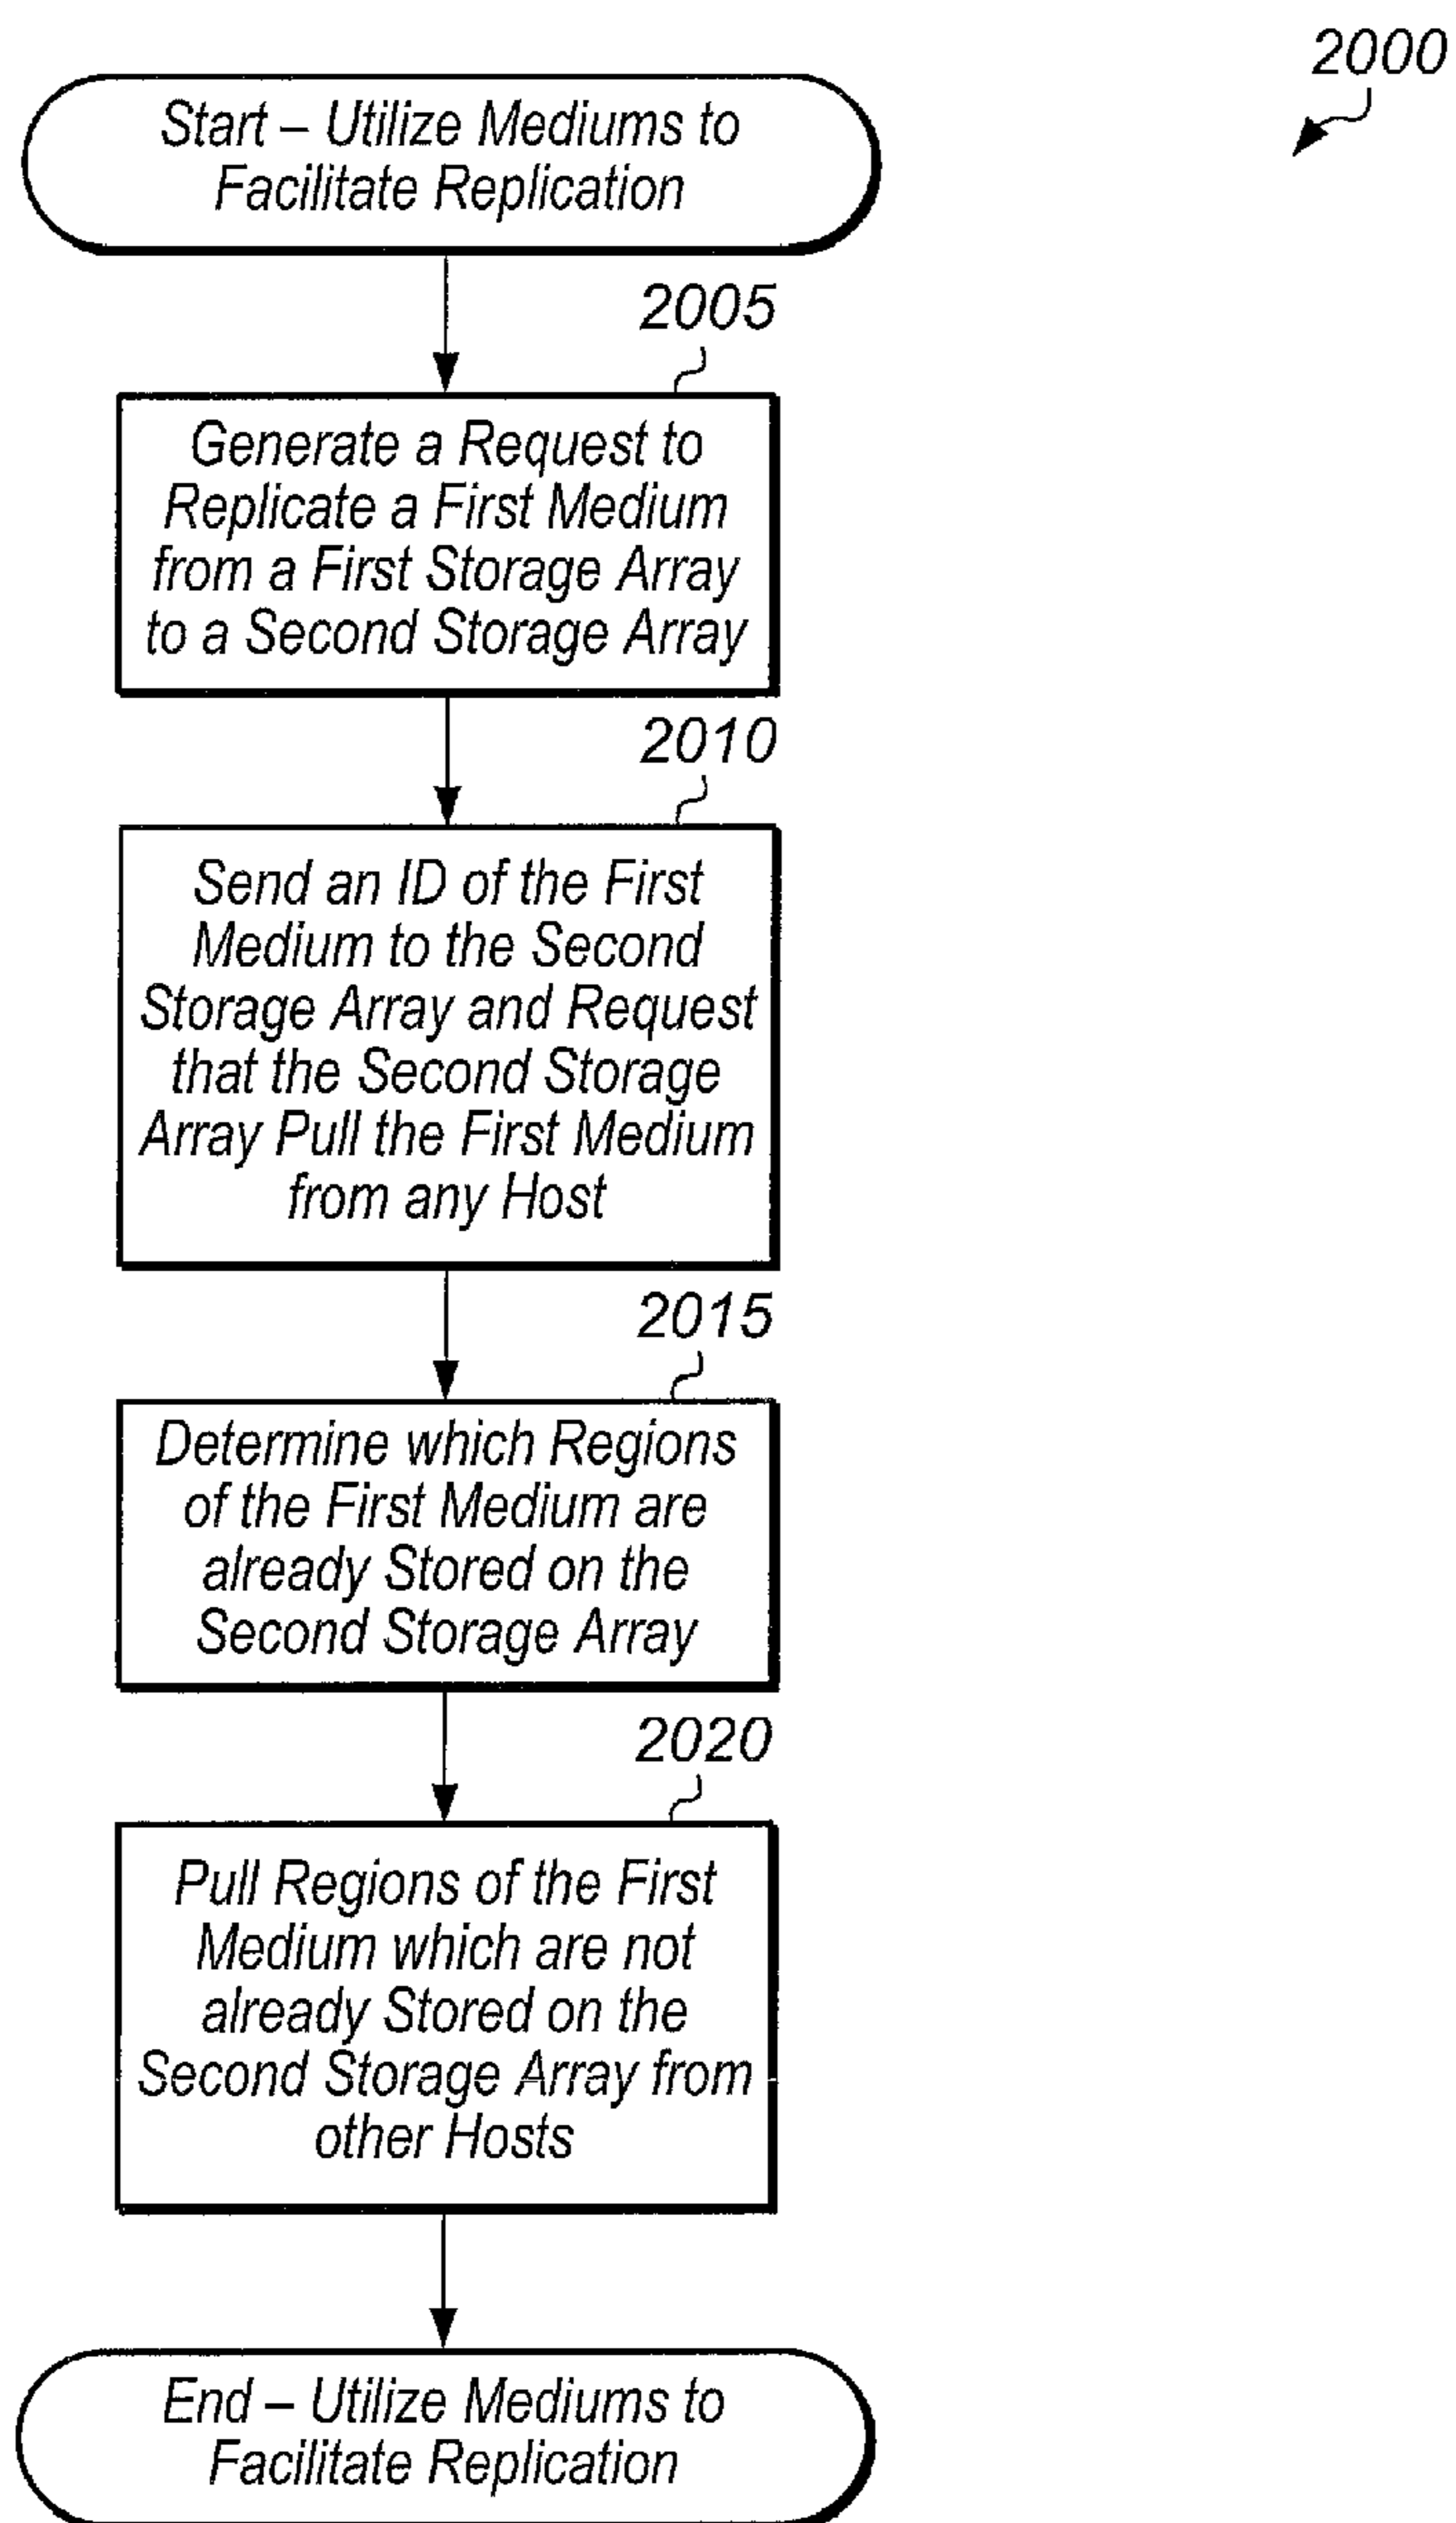 2000
Start – Utilize Mediums to
Facilitate Replication
2005
Generate a Request to
Replicate a First Medium
from a First Storage Array
to a Second Storage Array
2010
Send an ID of the First
Medium to the Second
Storage Array and Request
that the Second Storage
Array Pull the First Medium
from any Host
2015
Determine which Regions
of the First Medium are
already Stored on the
Second Storage Array
2020
Pull Regions of the First
Medium which are not
already Stored on the
Second Storage Array from
other Hosts
End – Utilize Mediums to
Facilitate Replication